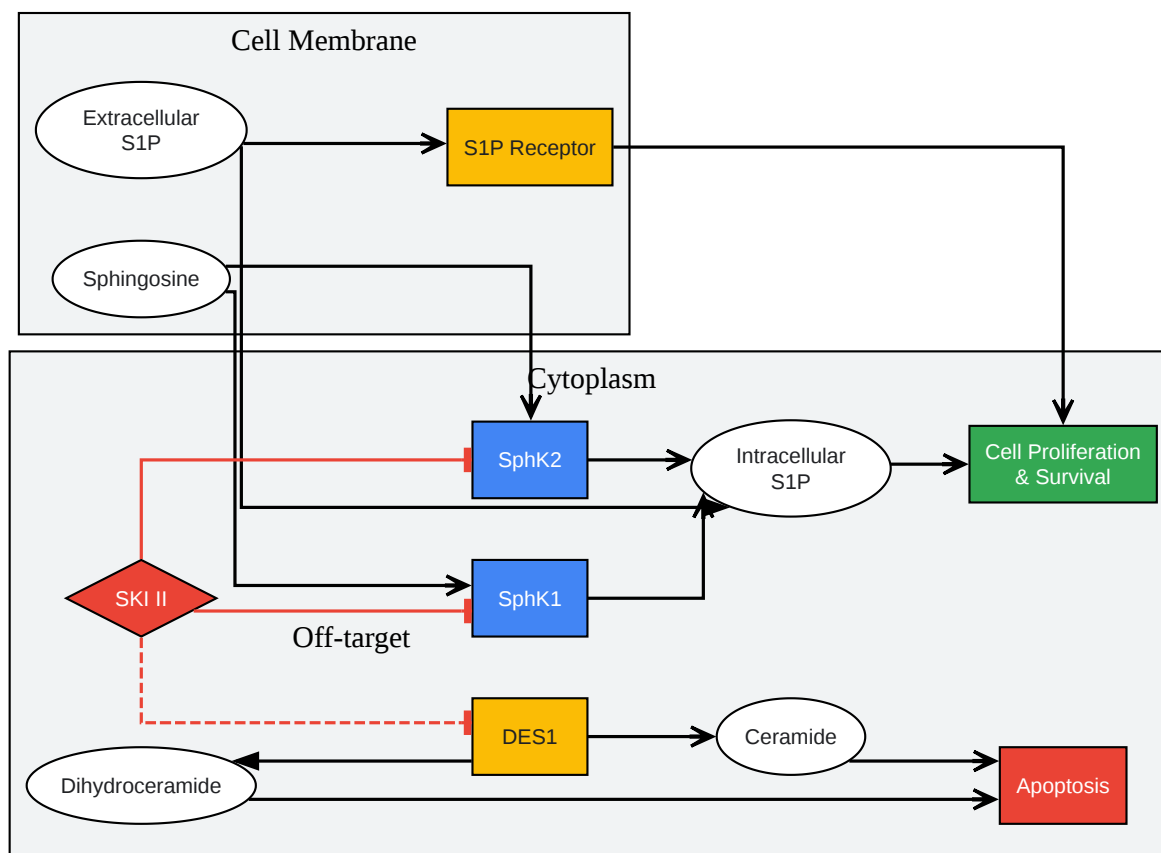 Cell Membrane
Extracellular
S1P
S1P Receptor
Sphingosine
Cytoplasm
SphK2
Intracellular
S1P
Cell Proliferation
& Survival
SKI II
SphK1
Off-target
DES1
Ceramide
Dihydroceramide
Apoptosis